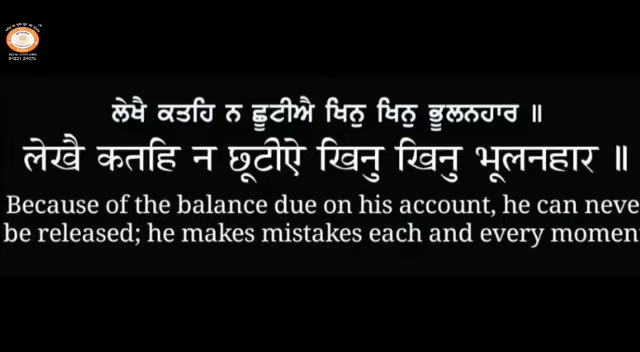 ਲੇਖੈ ਕਤਹਿ ਨ ਛੂਟੀਐ ਖਿਨੁ ਖਿਨੁ ਭੂਲਨਹਾਰ ॥
लेखै कतहि न छूटीऐ खिनु खिनु भूलनहार ॥
Because of the balance due on his account, he can neve
be released; he makes mistakes each and every momen